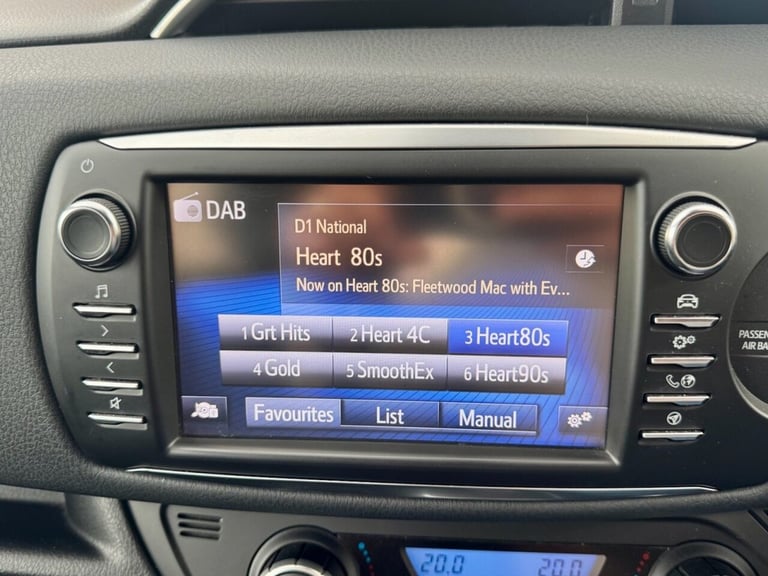 DAB
D1 National
Heart 80s
Now on Heart 80s: Fleetwood Mac with Ev...
1 Grt Hits 2 Heart 4C 3 Heart80s
4 Gold 5 SmoothEx 6 Heart90s
Favourites List Manual
PASSEN
AIR BA
20.0 20.0